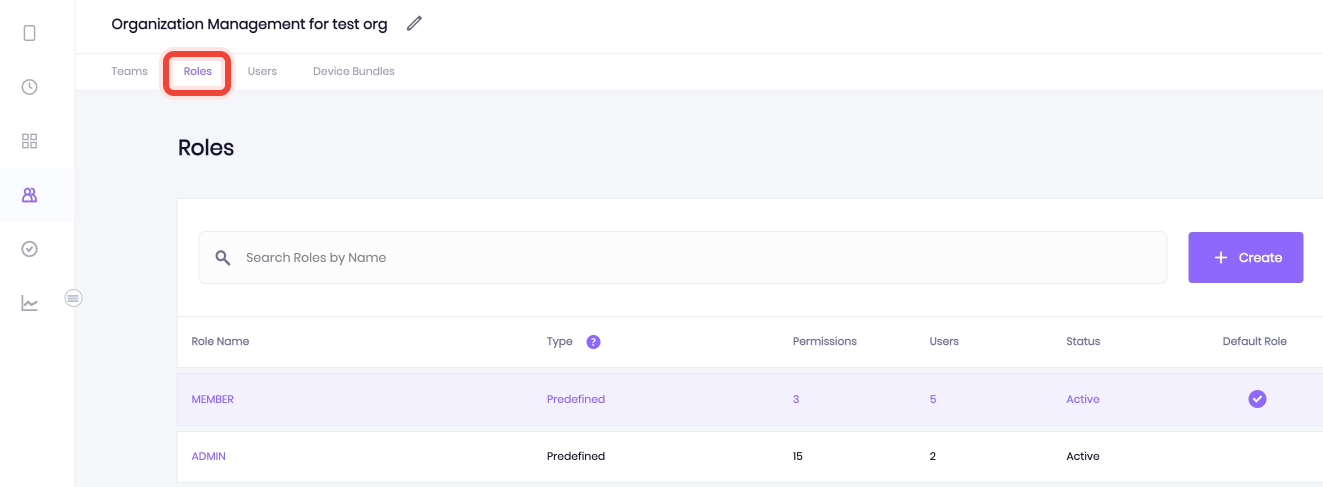 Organization Management for test org
Teams Roles Users Device Bundles
Roles
Search Roles by Name
+ Create
Role Name Type ? Permissions Users Status Default Role
MEMBER Predefined 3 5 Active
ADMIN Predefined 15 2 Active